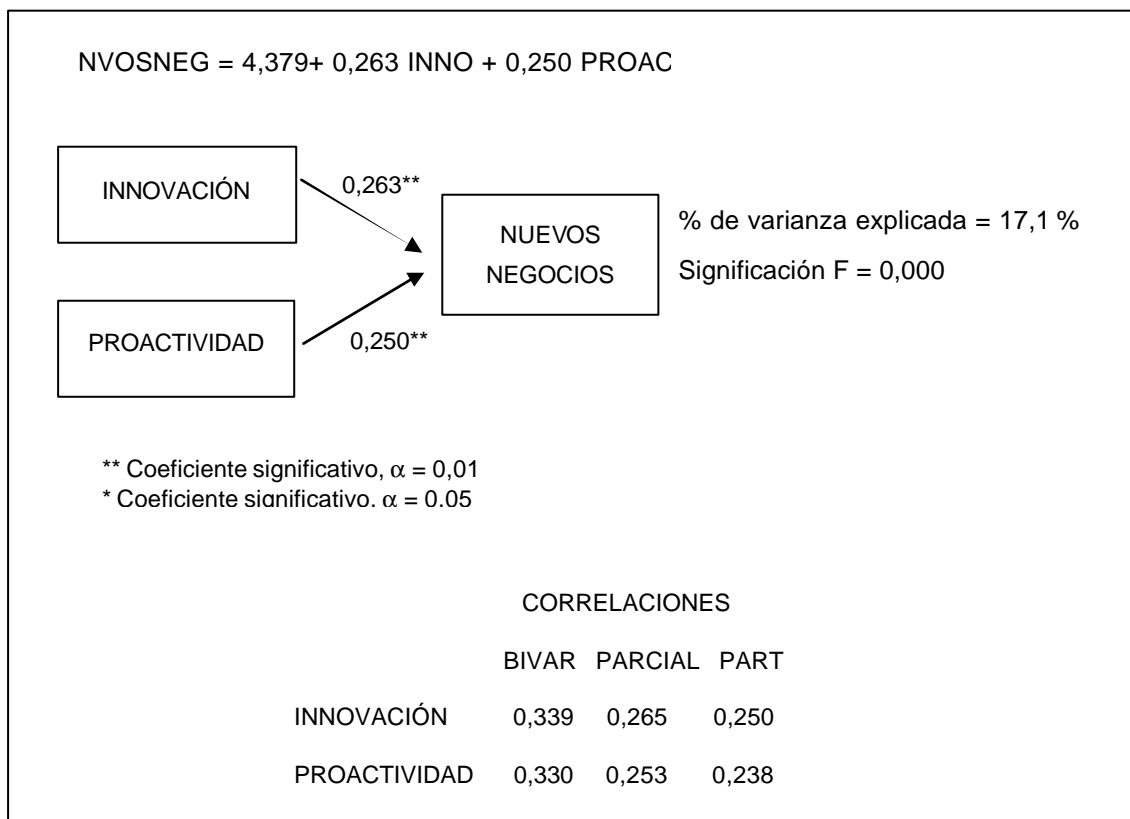 NVOSNEG = 4,379+ 0,263 INNO + 0,250 PROAC
INNOVACIÓN
0,263**
NUEVOS
NEGOCIOS
% de varianza explicada = 17,1 %
Significación F = 0,000
PROACTIVIDAD
0,250**
** Coeficiente significativo, α = 0,01
* Coeficiente significativo. α = 0.05
CORRELACIONES
BIVAR PARCIAL PART
INNOVACIÓN 0,339 0,265 0,250
PROACTIVIDAD 0,330 0,253 0,238